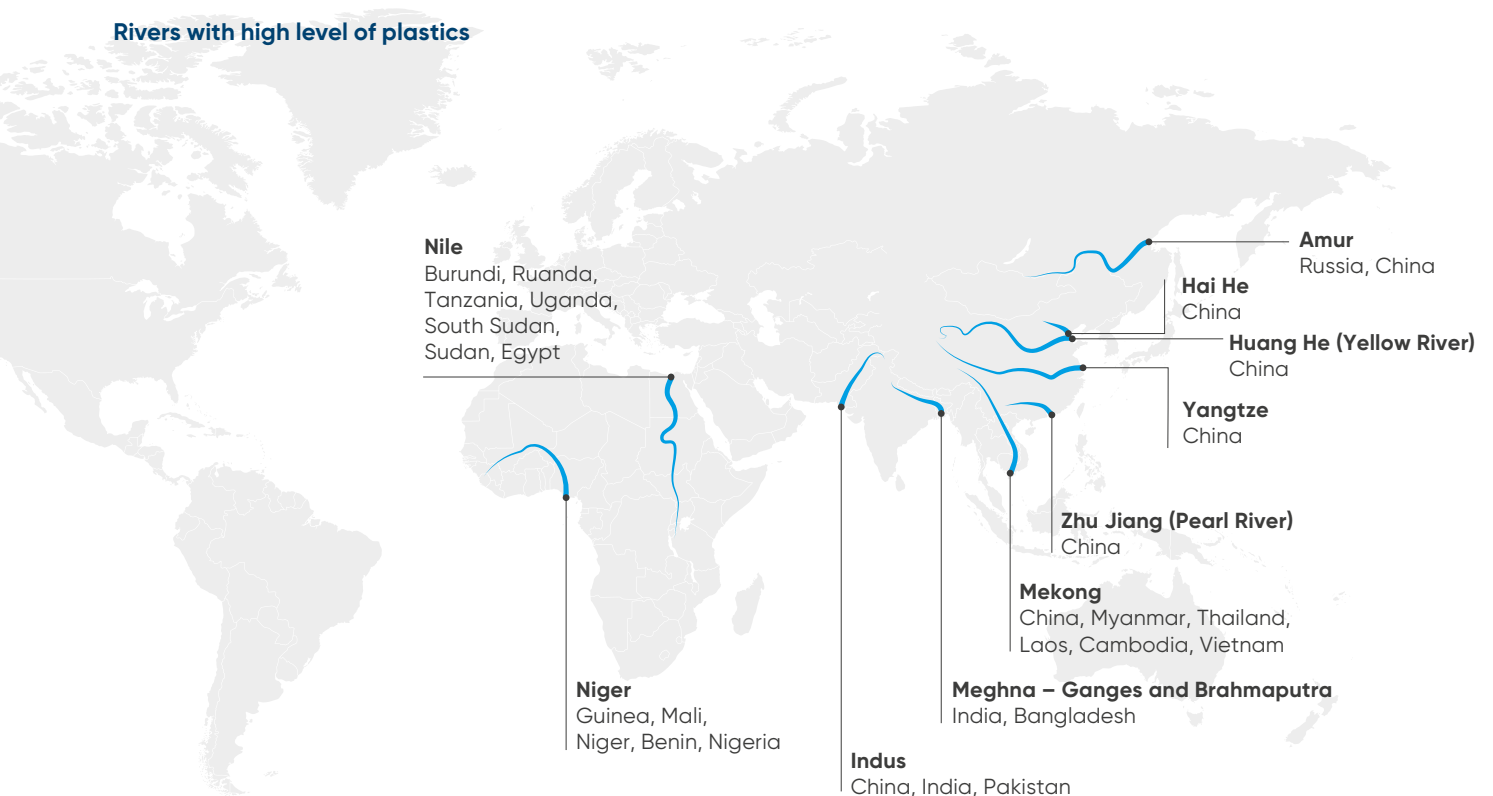 Rivers with high level of plastics
Nile
Burundi, Ruanda,
Tanzania, Uganda,
South Sudan,
Sudan, Egypt
Amur
Russia, China
Hai He
China
Huang He (Yellow River)
China
Yangtze
China
Zhu Jiang (Pearl River)
China
Mekong
China, Myanmar, Thailand,
Laos, Cambodia, Vietnam
Niger
Guinea, Mali,
Niger, Benin, Nigeria
Meghna – Ganges and Brahmaputra
India, Bangladesh
Indus
China, India, Pakistan